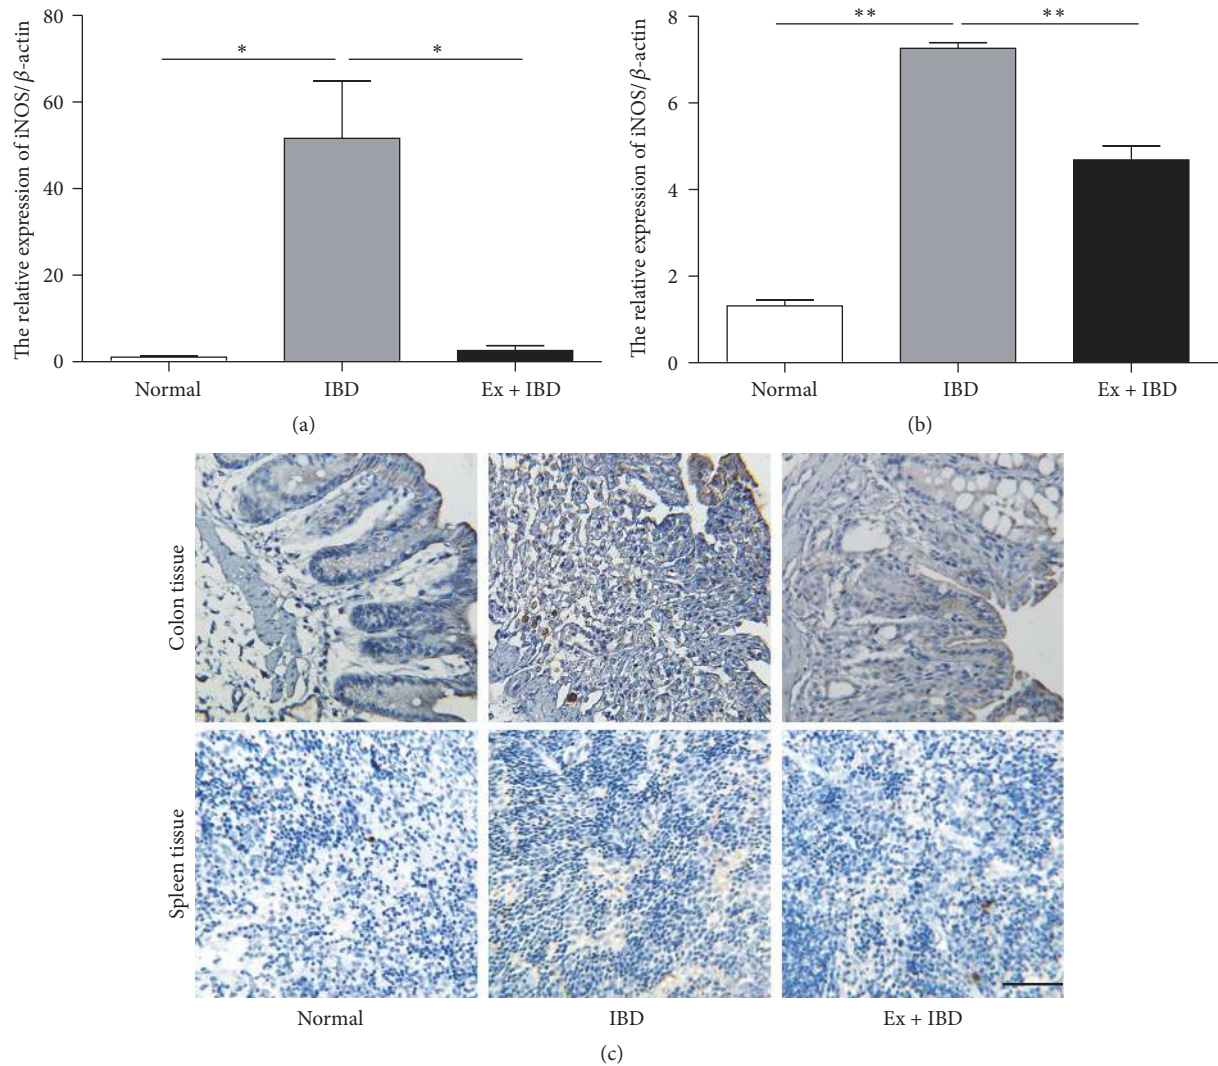 The relative expression of iNOS/β-actin
80
60
40
20
0
*
*
Normal
IBD
Ex + IBD
(a)
The relative expression of iNOS/β-actin
8
6
4
2
0
**
**
Normal
IBD
Ex + IBD
(b)
Colon tissue
Spleen tissue
Normal
IBD
Ex + IBD
(c)